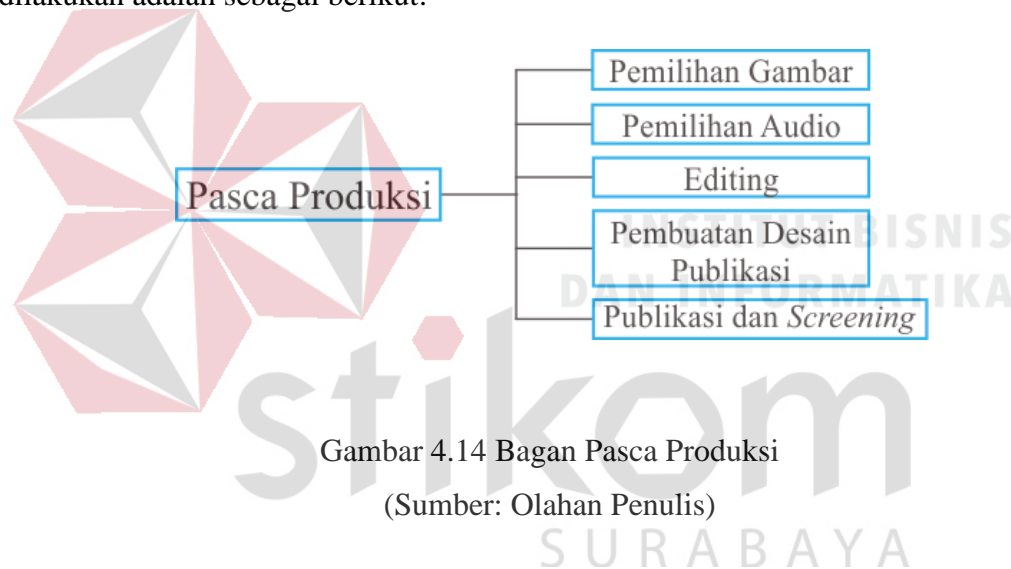 dilakukan adalah sebagai berikut:
Pasca Produksi
Pemilihan Gambar
Pemilihan Audio
Editing
Pembuatan Desain
Publikasi
Publikasi dan Screening
INSTITUT BISNIS
DAN INFORMATIKA
stikom
SURABAYA
Gambar 4.14 Bagan Pasca Produksi
(Sumber: Olahan Penulis)